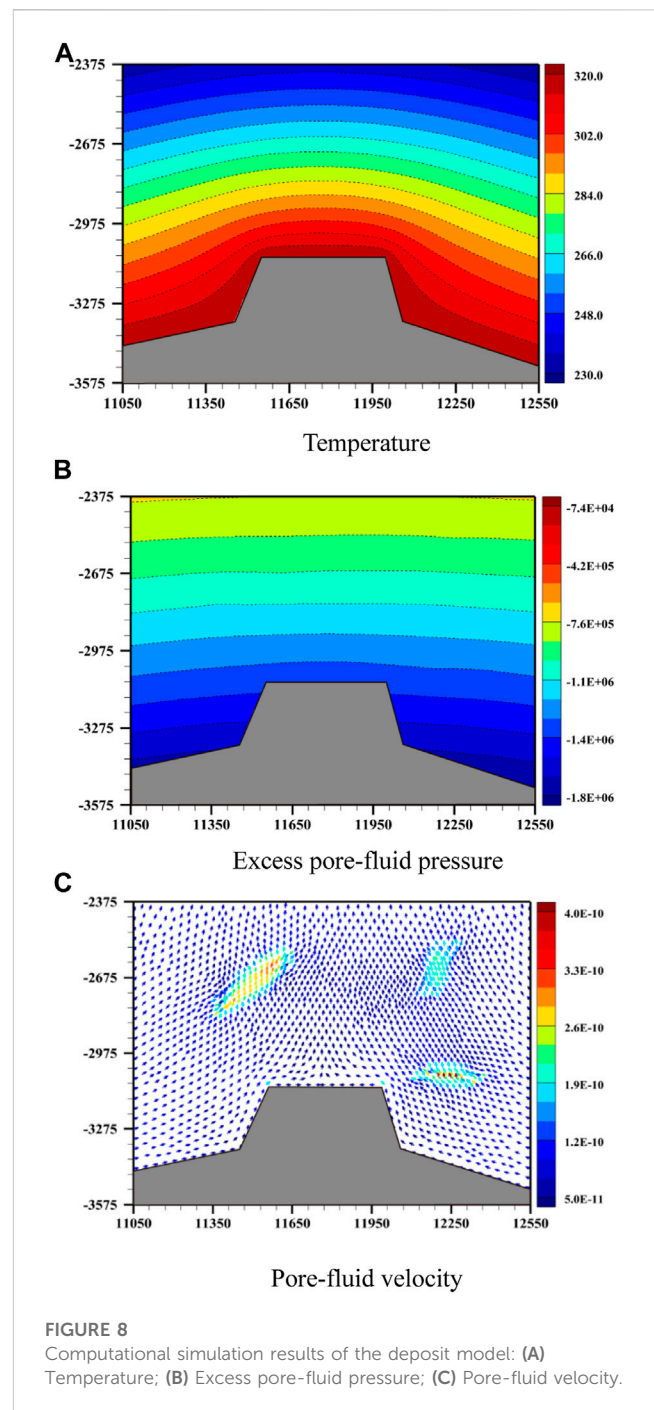 A
-2375
-2675
-2975
-3275
-3575
11050 11350 11650 11950 12250 12550
320.0
302.0
284.0
266.0
248.0
230.0
Temperature
B
-2375
-2675
-2975
-3275
-3575
11050 11350 11650 11950 12250 12550
-7.4E+04
-4.2E+05
-7.6E+05
-1.1E+06
-1.4E+06
-1.8E+06
Excess pore-fluid pressure
C
-2375
-2675
-2975
-3275
-3575
11050 11350 11650 11950 12250 12550
4.0E-10
3.3E-10
2.6E-10
1.9E-10
1.2E-10
5.0E-11
Pore-fluid velocity
FIGURE 8
Computational simulation results of the deposit model: (A)
Temperature; (B) Excess pore-fluid pressure; (C) Pore-fluid velocity.